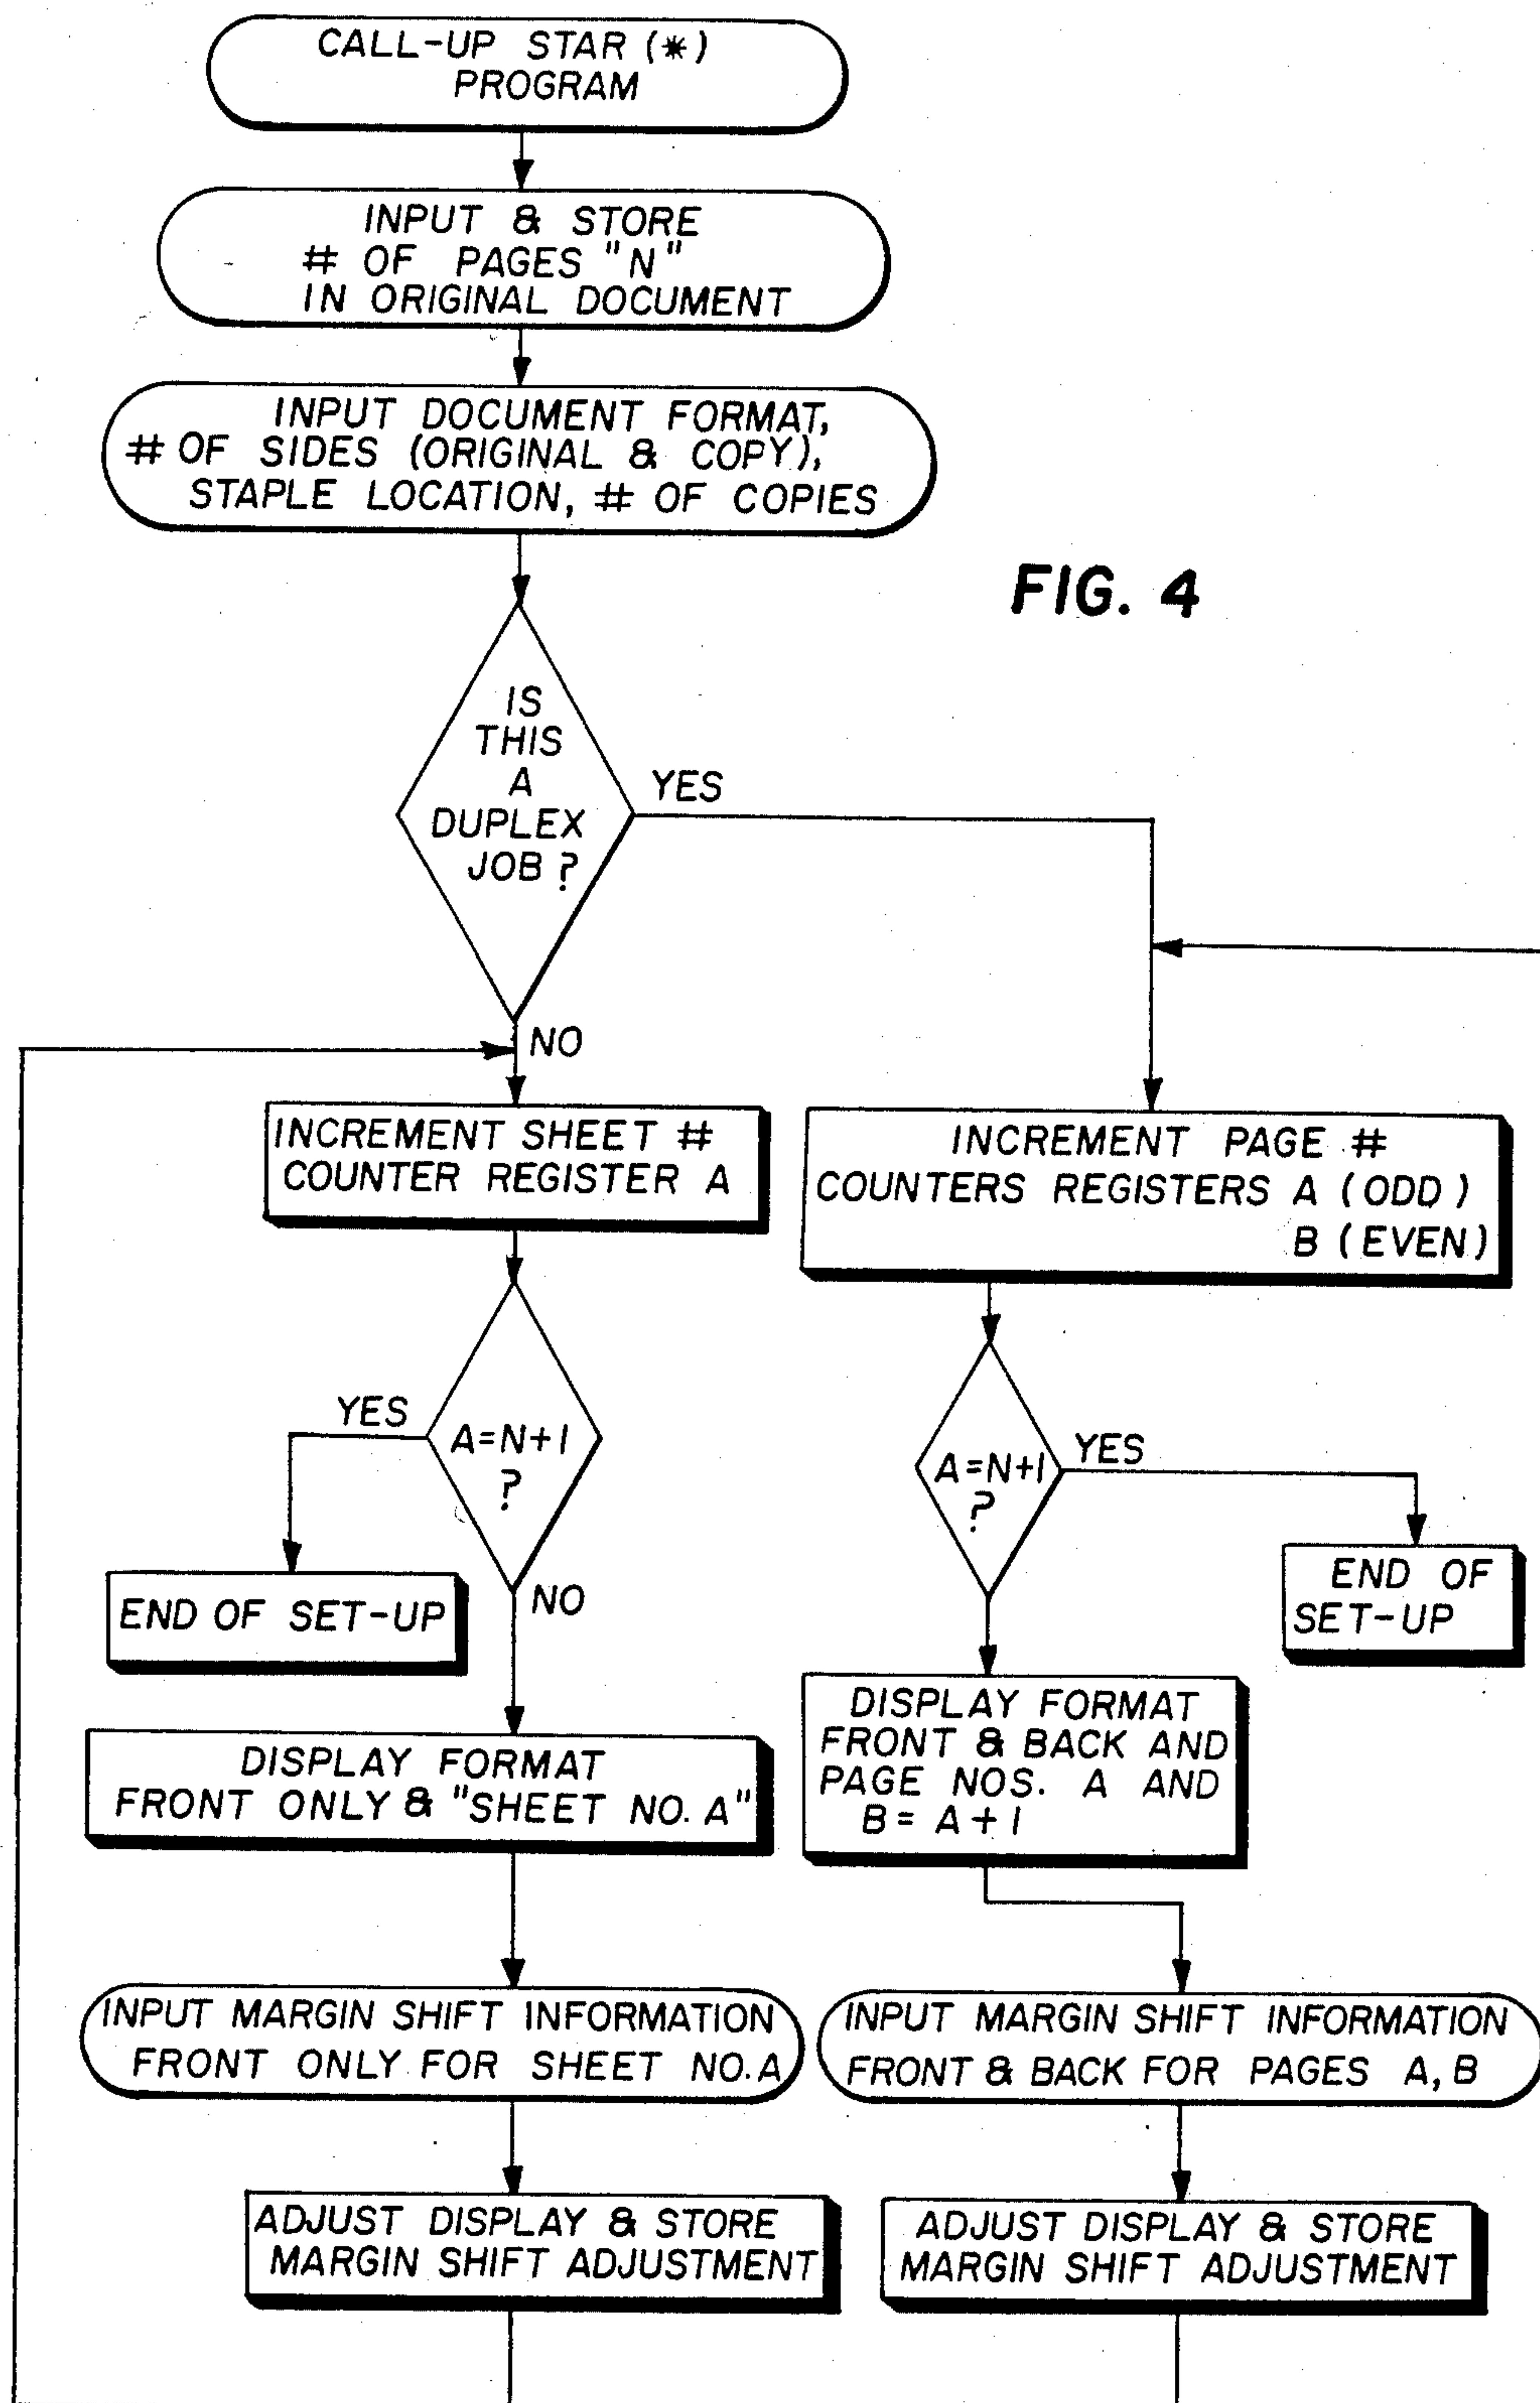 CALL-UP STAR (*)
PROGRAM
INPUT & STORE
# OF PAGES "N"
IN ORIGINAL DOCUMENT
INPUT DOCUMENT FORMAT,
# OF SIDES (ORIGINAL & COPY),
STAPLE LOCATION, # OF COPIES
FIG. 4
IS
THIS
A
DUPLEX
JOB ?
YES
NO
INCREMENT SHEET #
COUNTER REGISTER A
INCREMENT PAGE #
COUNTERS REGISTERS A (ODD)
B (EVEN)
YES
A=N+1
?
NO
END OF SET-UP
A=N+1
?
YES
END OF
SET-UP
DISPLAY FORMAT
FRONT ONLY & "SHEET NO. A"
DISPLAY FORMAT
FRONT & BACK AND
PAGE NOS. A AND
B = A + 1
INPUT MARGIN SHIFT INFORMATION
FRONT ONLY FOR SHEET NO. A
INPUT MARGIN SHIFT INFORMATION
FRONT & BACK FOR PAGES A, B
ADJUST DISPLAY & STORE
MARGIN SHIFT ADJUSTMENT
ADJUST DISPLAY & STORE
MARGIN SHIFT ADJUSTMENT